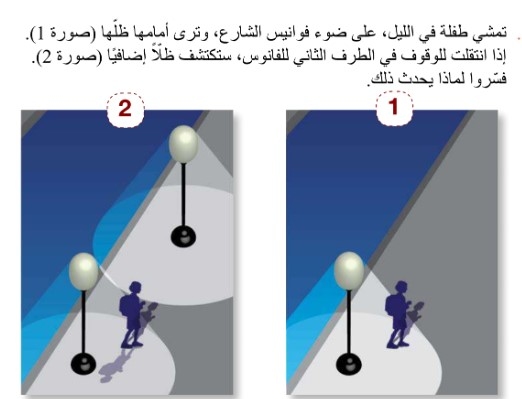 تمشي طفلة في الليل، على ضوء فوانيس الشارع، وترى أمامها ظلّها (صورة 1).
إذا انتقلت للوقوف في الطرف الثاني للفانوس، ستكتشف ظلاًّ إضافيًا (صورة 2).
فسّروا لماذا يحدث ذلك.
2
1